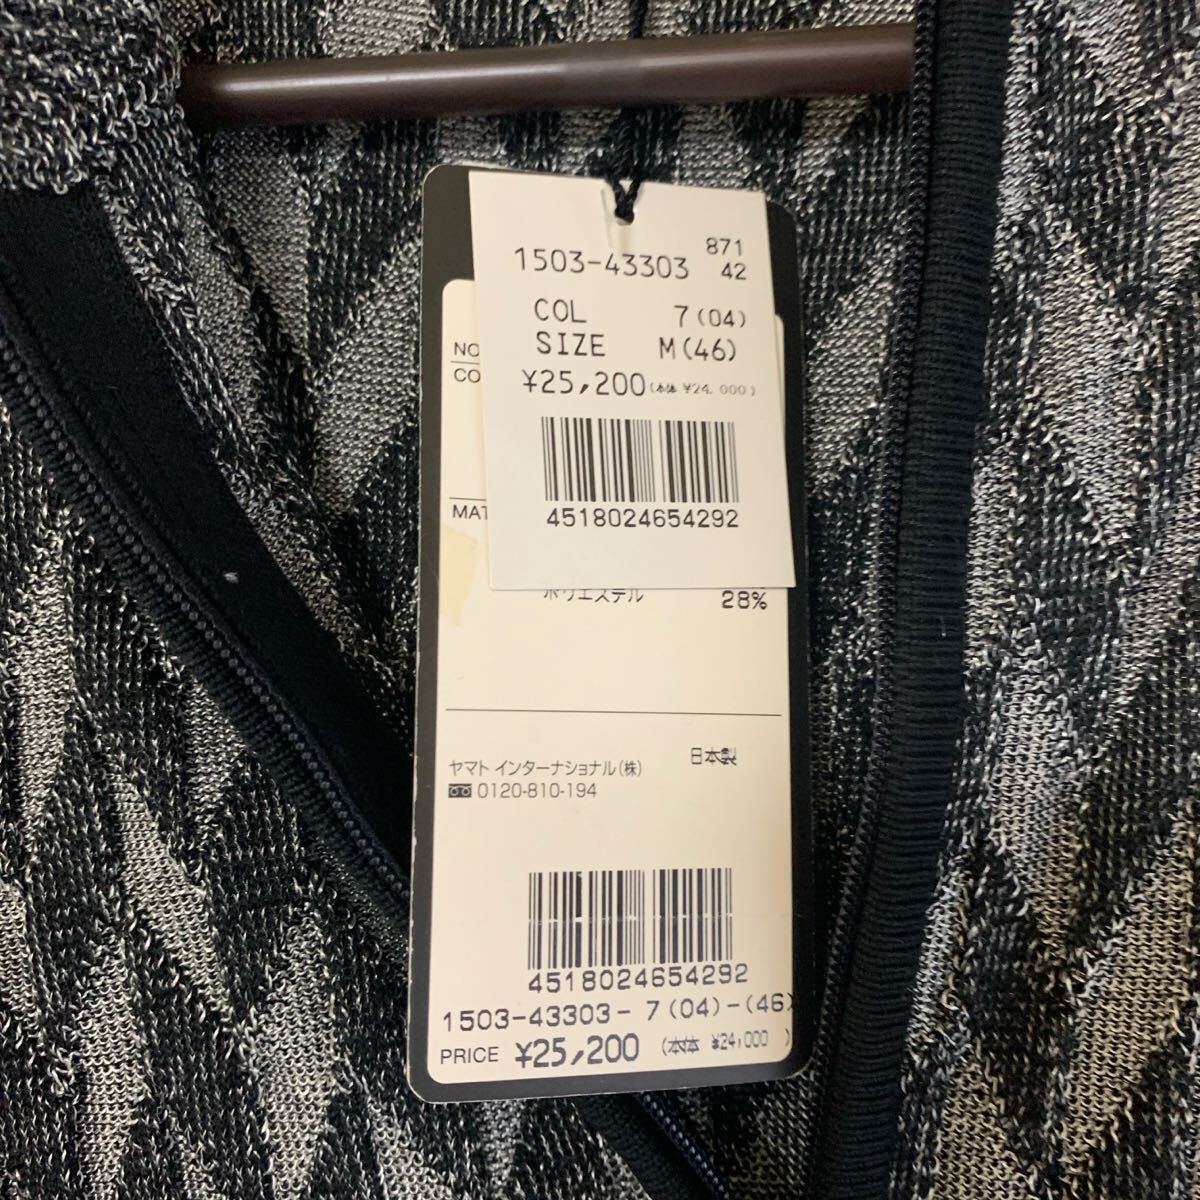 1503-43303 871
42
COL 7(04)
SIZE M(46)
¥25,200(本体 ¥24,000)
4518024654292
NO
CO
MAT
ポリエステル 28%
ヤマト インターナショナル(株) 日本製
0120-810-194
4518024654292
1503-43303- 7(04)-(46)
PRICE ¥25,200 (本体 ¥24,000 )